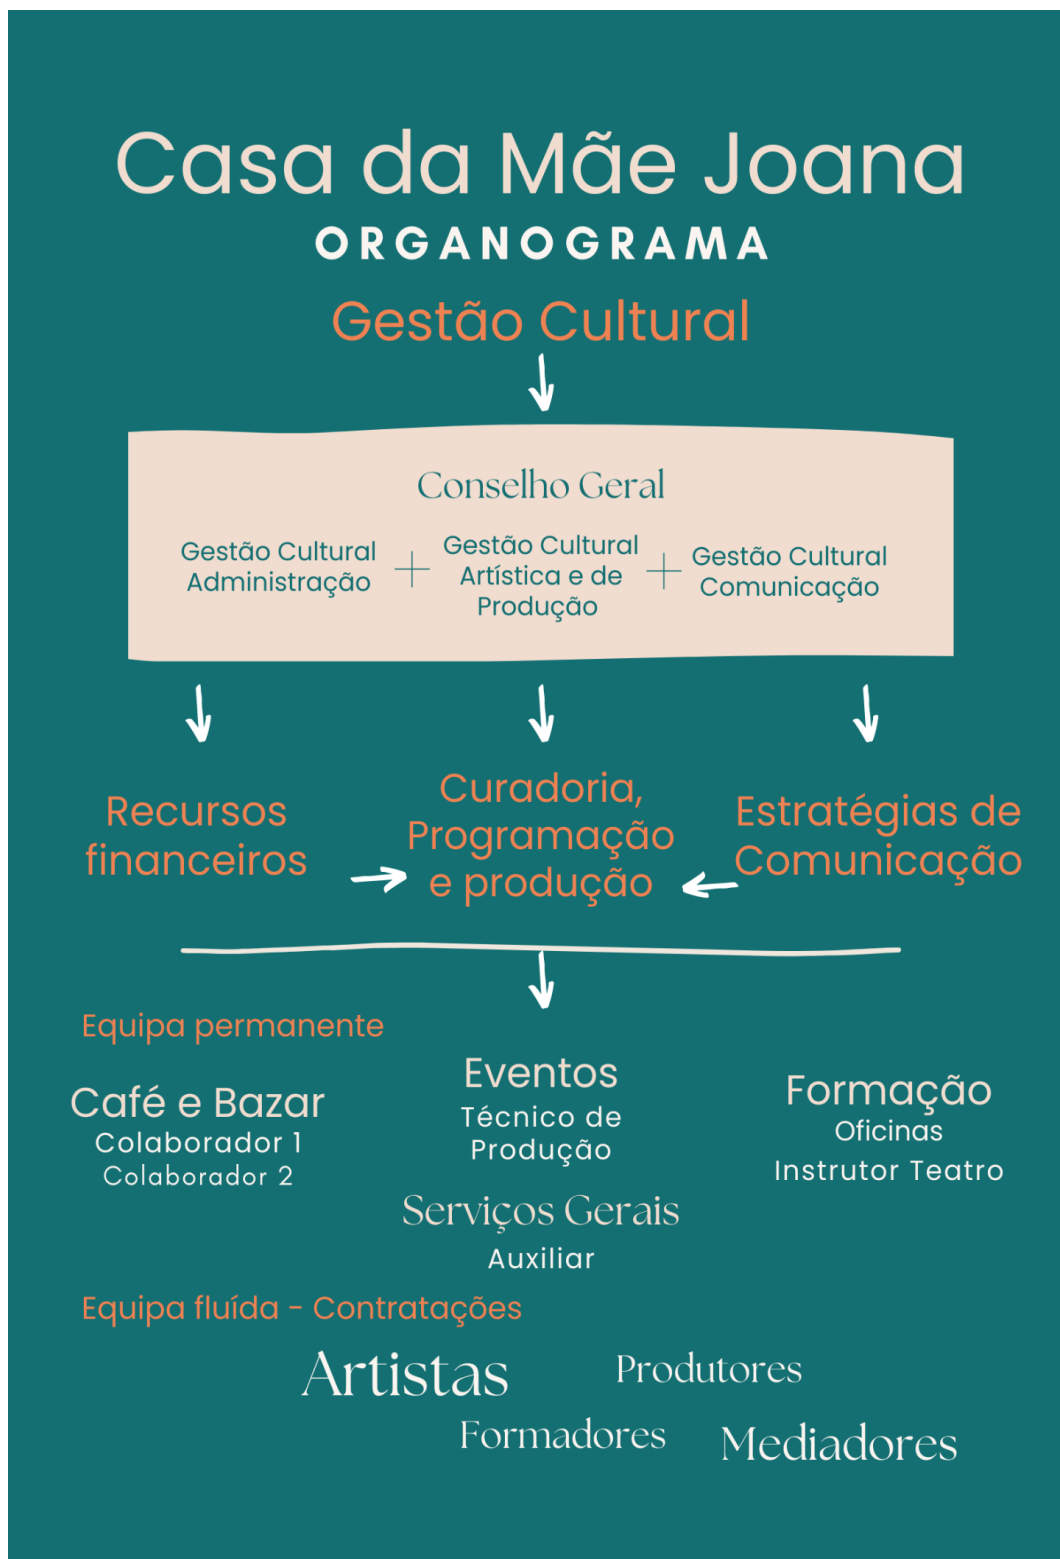 Casa da Mãe Joana
ORGANOGRAMA
Gestão Cultural
Conselho Geral
Gestão Cultural
Administração
+
Gestão Cultural
Artística e de
Produção
+
Gestão Cultural
Comunicação
Recursos
financeiros
Curadoria,
Programação
e produção
Estratégias de
Comunicação
Equipa permanente
Café e Bazar
Colaborador 1
Colaborador 2
Eventos
Técnico de
Produção
Formação
Oficinas
Instrutor Teatro
Serviços Gerais
Auxiliar
Equipa fluída - Contratações
Artistas
Produtores
Formadores
Mediadores